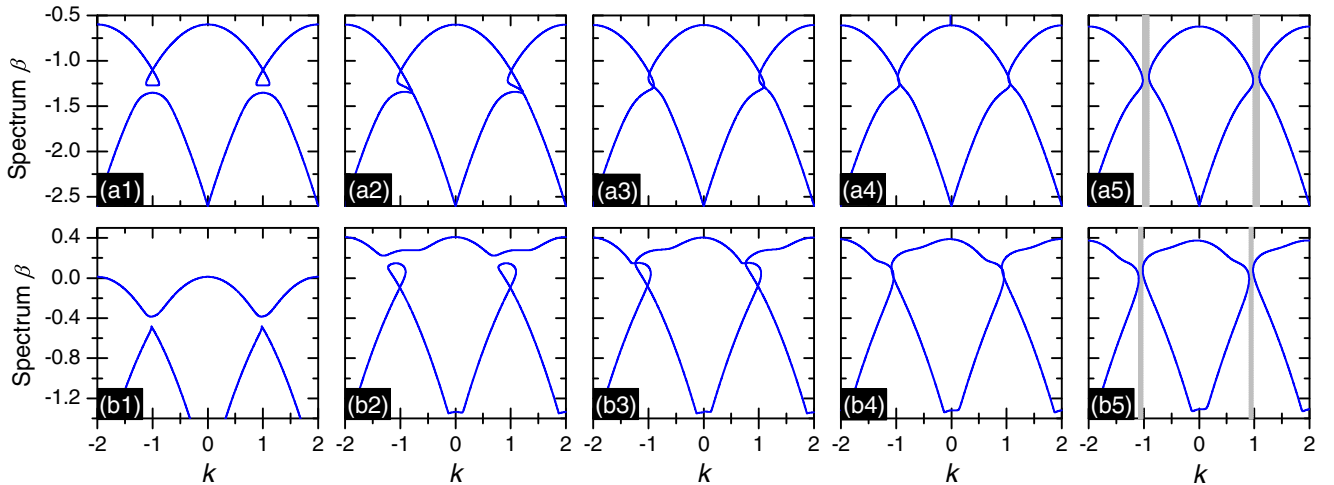 Spectrum β
-0.5
-1.0
-1.5
-2.0
-2.5
(a1)
(a2)
(a3)
(a4)
(a5)
Spectrum β
0.4
0.0
-0.4
-0.8
-1.2
(b1)
(b2)
(b3)
(b4)
(b5)
-2 -1 0 1 2 -2 -1 0 1 2 -2 -1 0 1 2 -2 -1 0 1 2 -2 -1 0 1 2
k k k k k